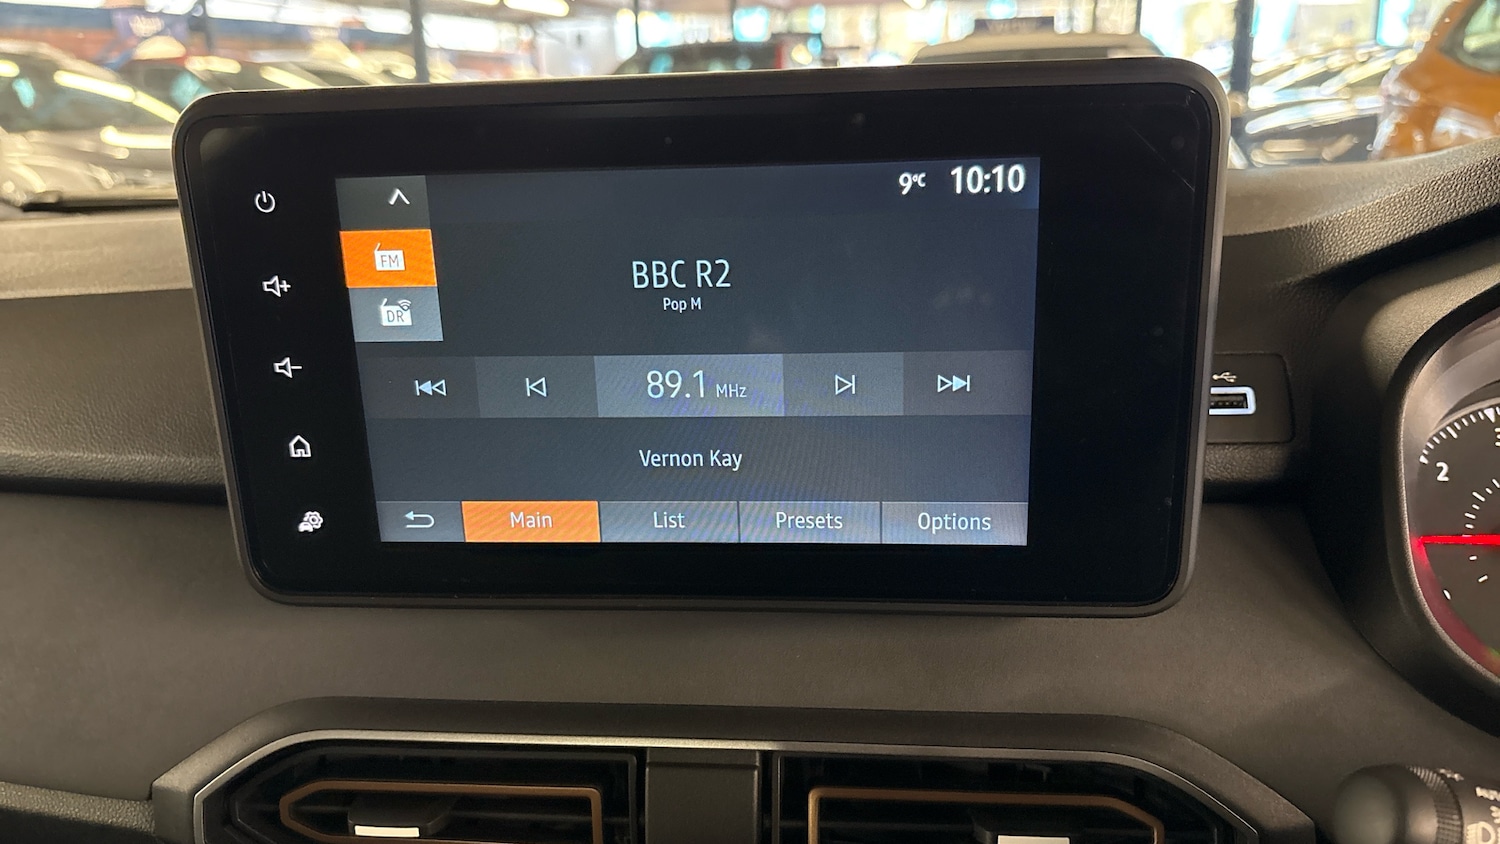 9°C 10:10
FM
DR
BBC R2
Pop M
89.1 MHz
Vernon Kay
Main List Presets Options
2